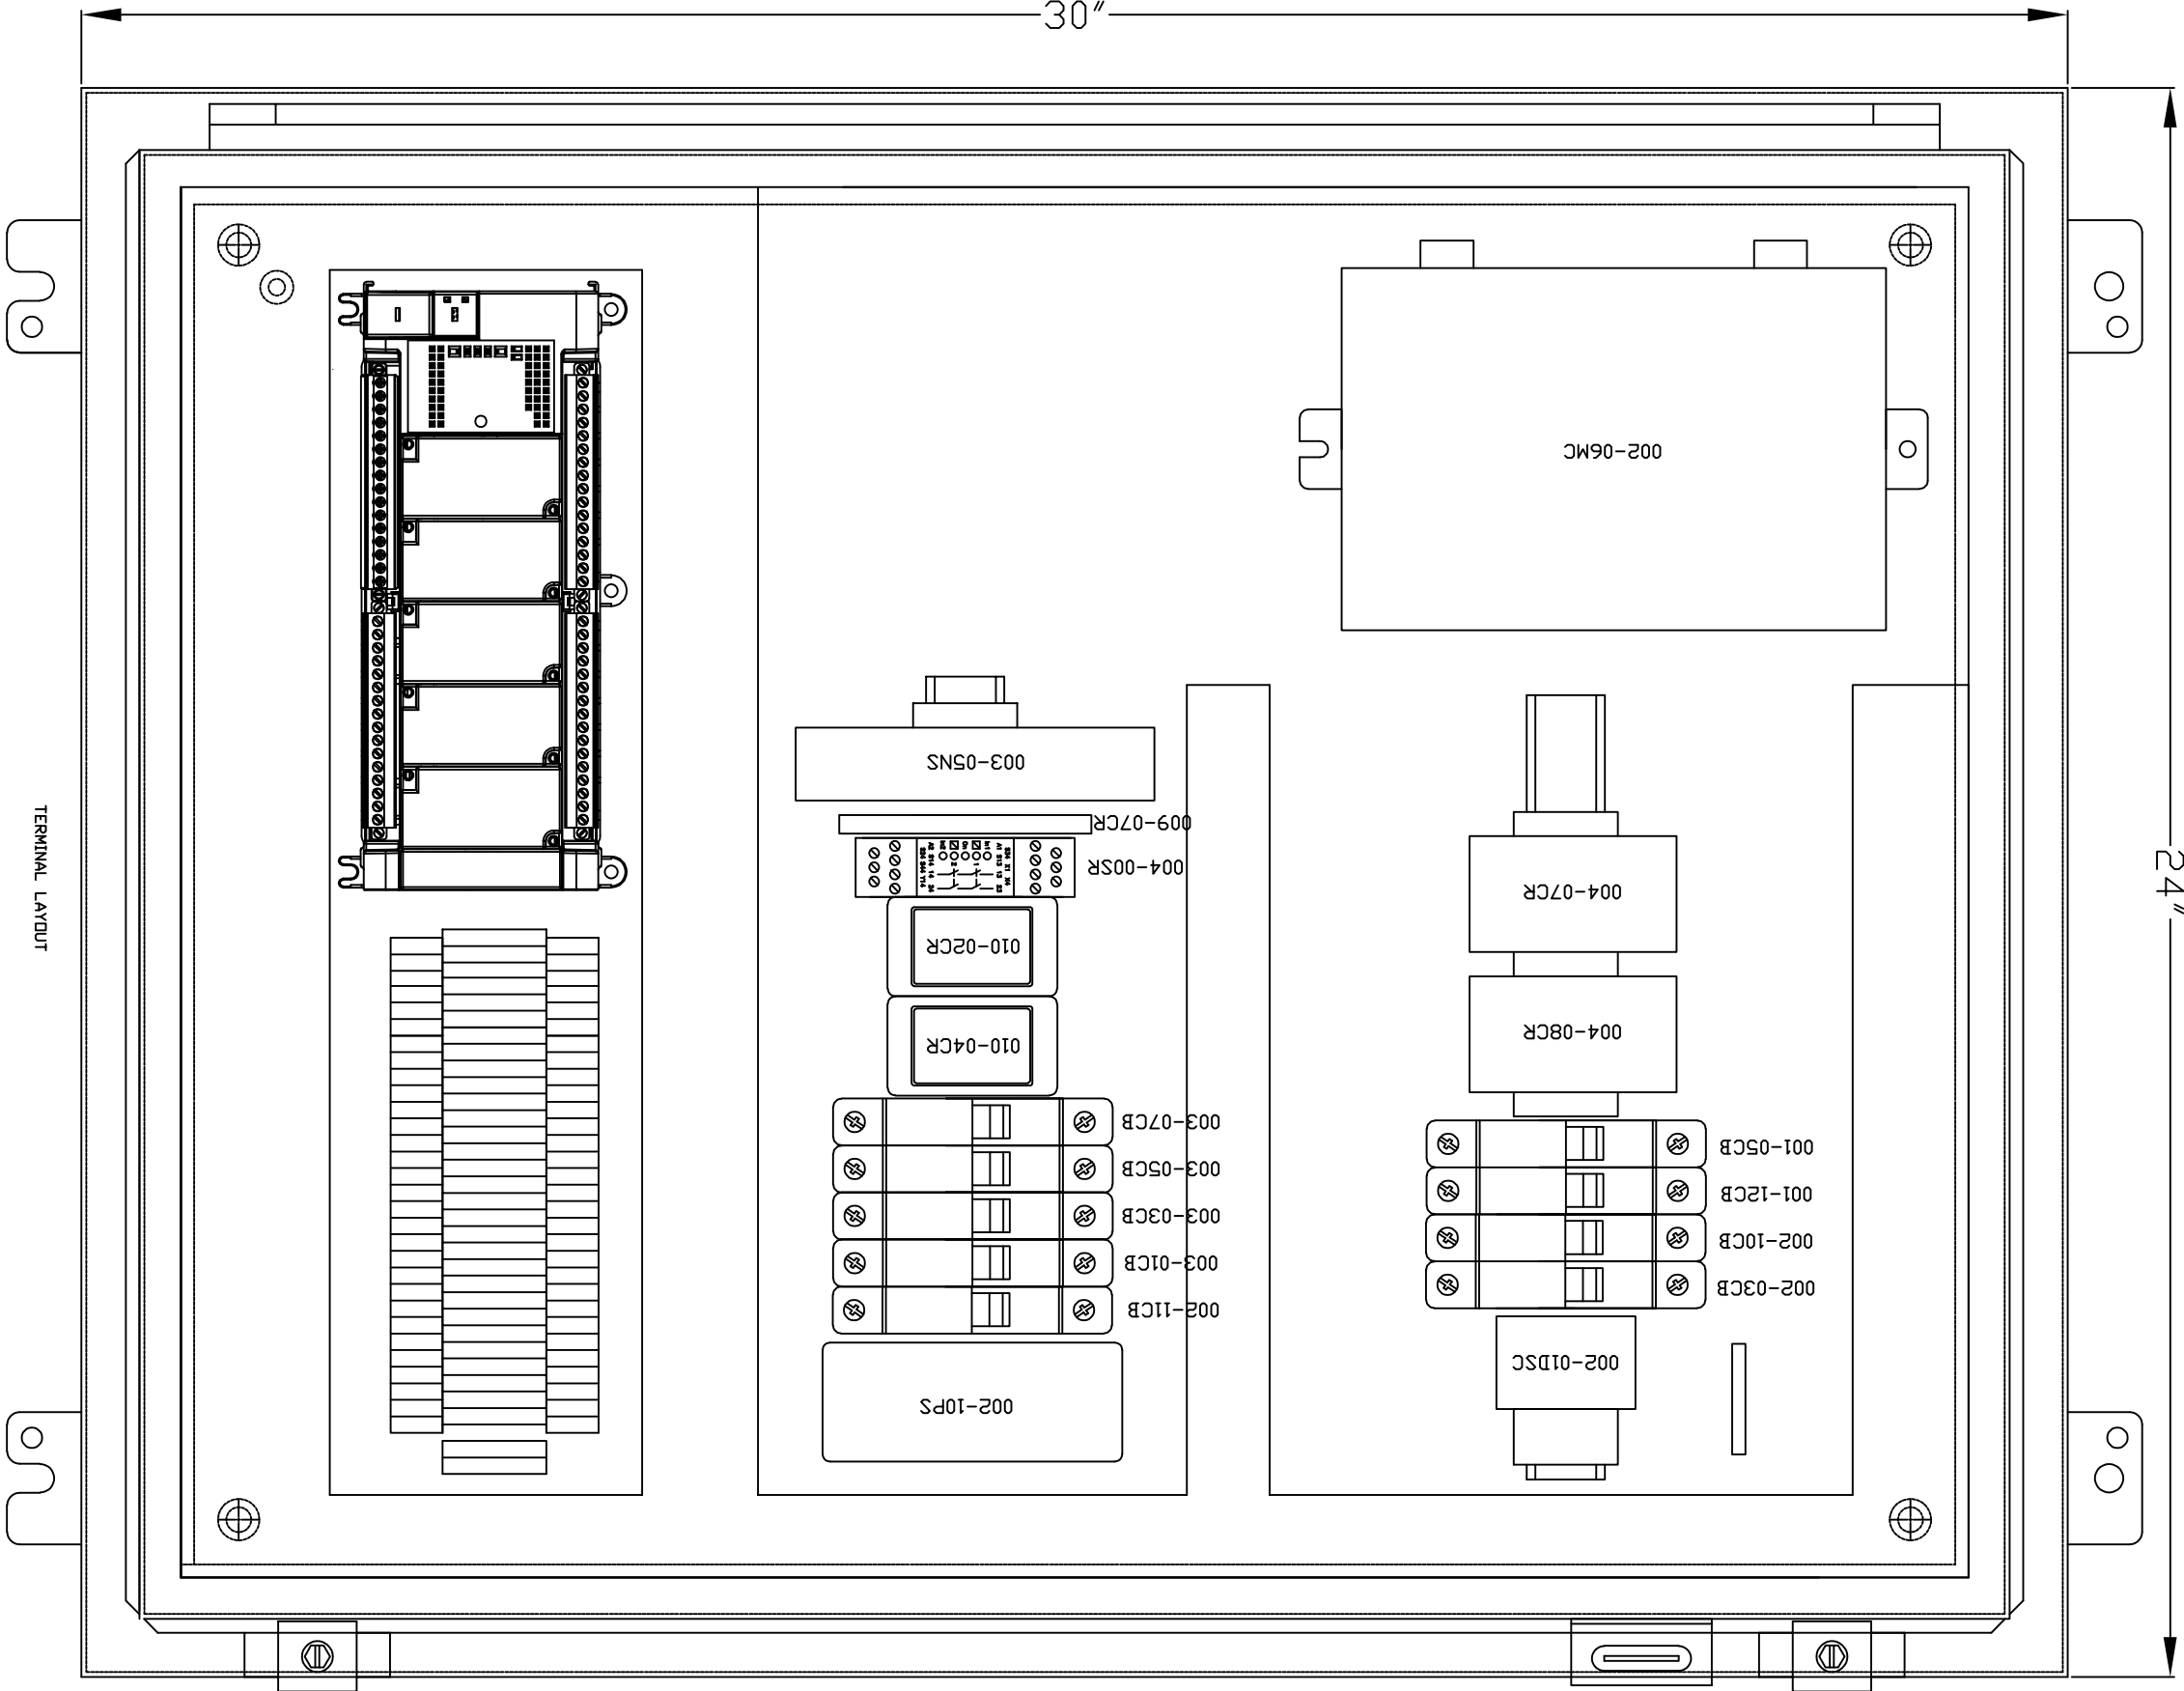 30"
24"
TERMINAL LAYOUT
002-06MC
003-05NS
009-07CR
004-00SR
010-02CR
010-04CR
003-07CB
003-05CB
003-03CB
003-01CB
002-11CB
002-10PS
004-07CR
004-08CR
001-05CB
001-12CB
002-10CB
002-03CB
002-01DSC